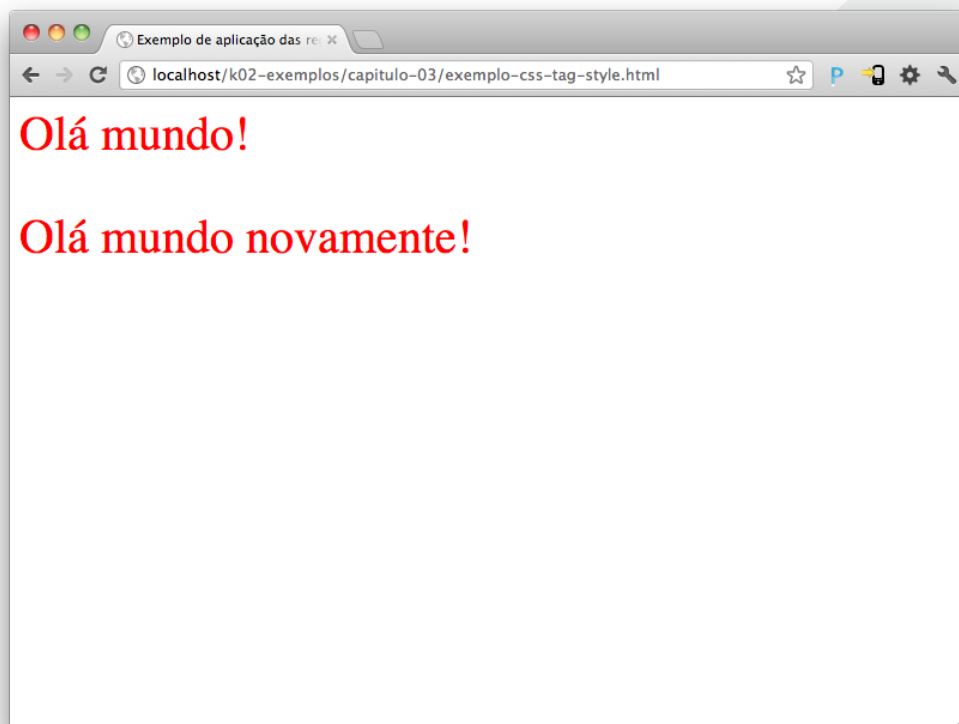 Exemplo de aplicação das re
localhost/k02-exemplos/capitulo-03/exemplo-css-tag-style.html
P
Olá mundo!
Olá mundo novamente!